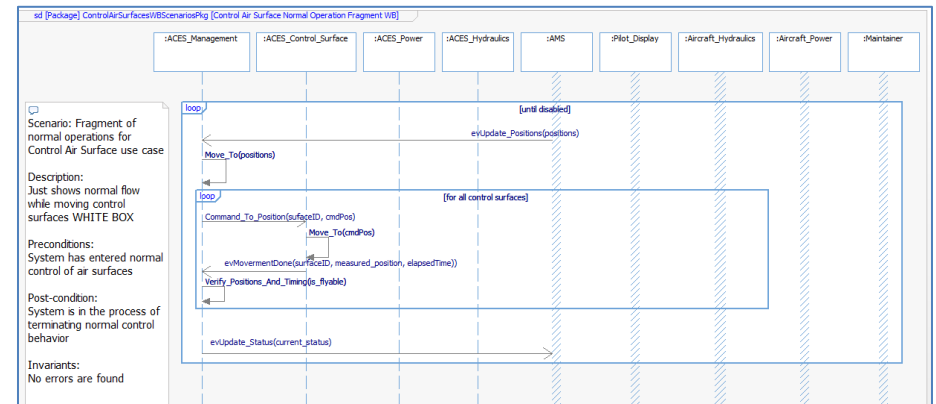 sd [Package] ControlAirSurfacesWBScenariosPkg [Control Air Surface Normal Operation Fragment WB]
:ACES_Management :ACES_Control_Surface :ACES_Power :ACES_Hydraulics :AMS :Pilot_Display :Aircraft_Hydraulics :Aircraft_Power :Maintainer
loop [until disabled]
Scenario: Fragment of
normal operations for
Control Air Surface use case
Description:
Just shows normal flow
while moving control
surfaces WHITE BOX
Preconditions:
System has entered normal
control of air surfaces
Post-condition:
System is in the process of
terminating normal control
behavior
Invariants:
No errors are found
evUpdate_Positions(positions)
Move_To(positions)
loop [for all control surfaces]
Command_To_Position(sufaceID, cmdPos)
Move_To(cmdPos)
evMovermentDone(surfaceID, measured_position, elapsedTime))
Verify_Positions_And_Timing(is_flyable)
evUpdate_Status(current_status)